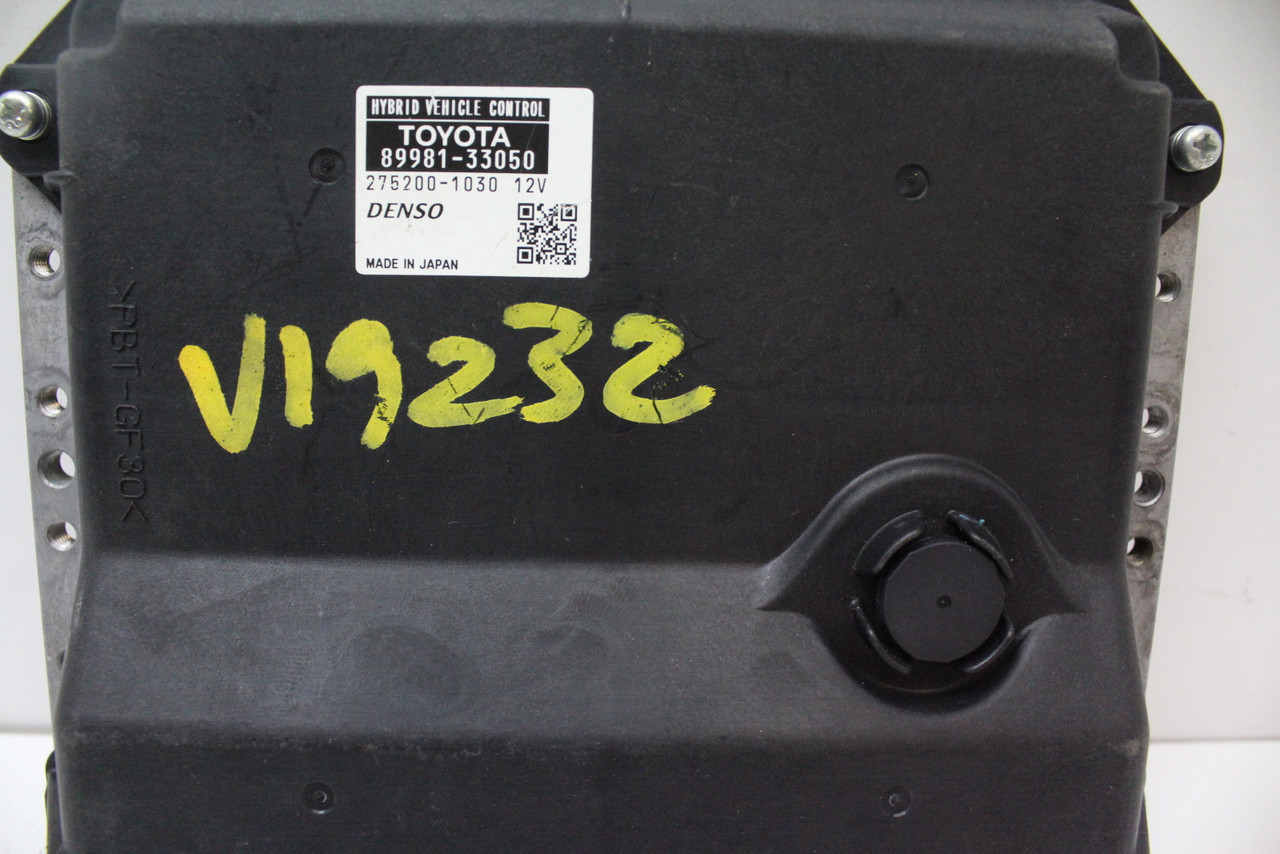 HYBRID VEHICLE CONTROL
TOYOTA
89981-33050
275200-1030 12V
DENSO
MADE IN JAPAN
>PBT-GF30<
V19232